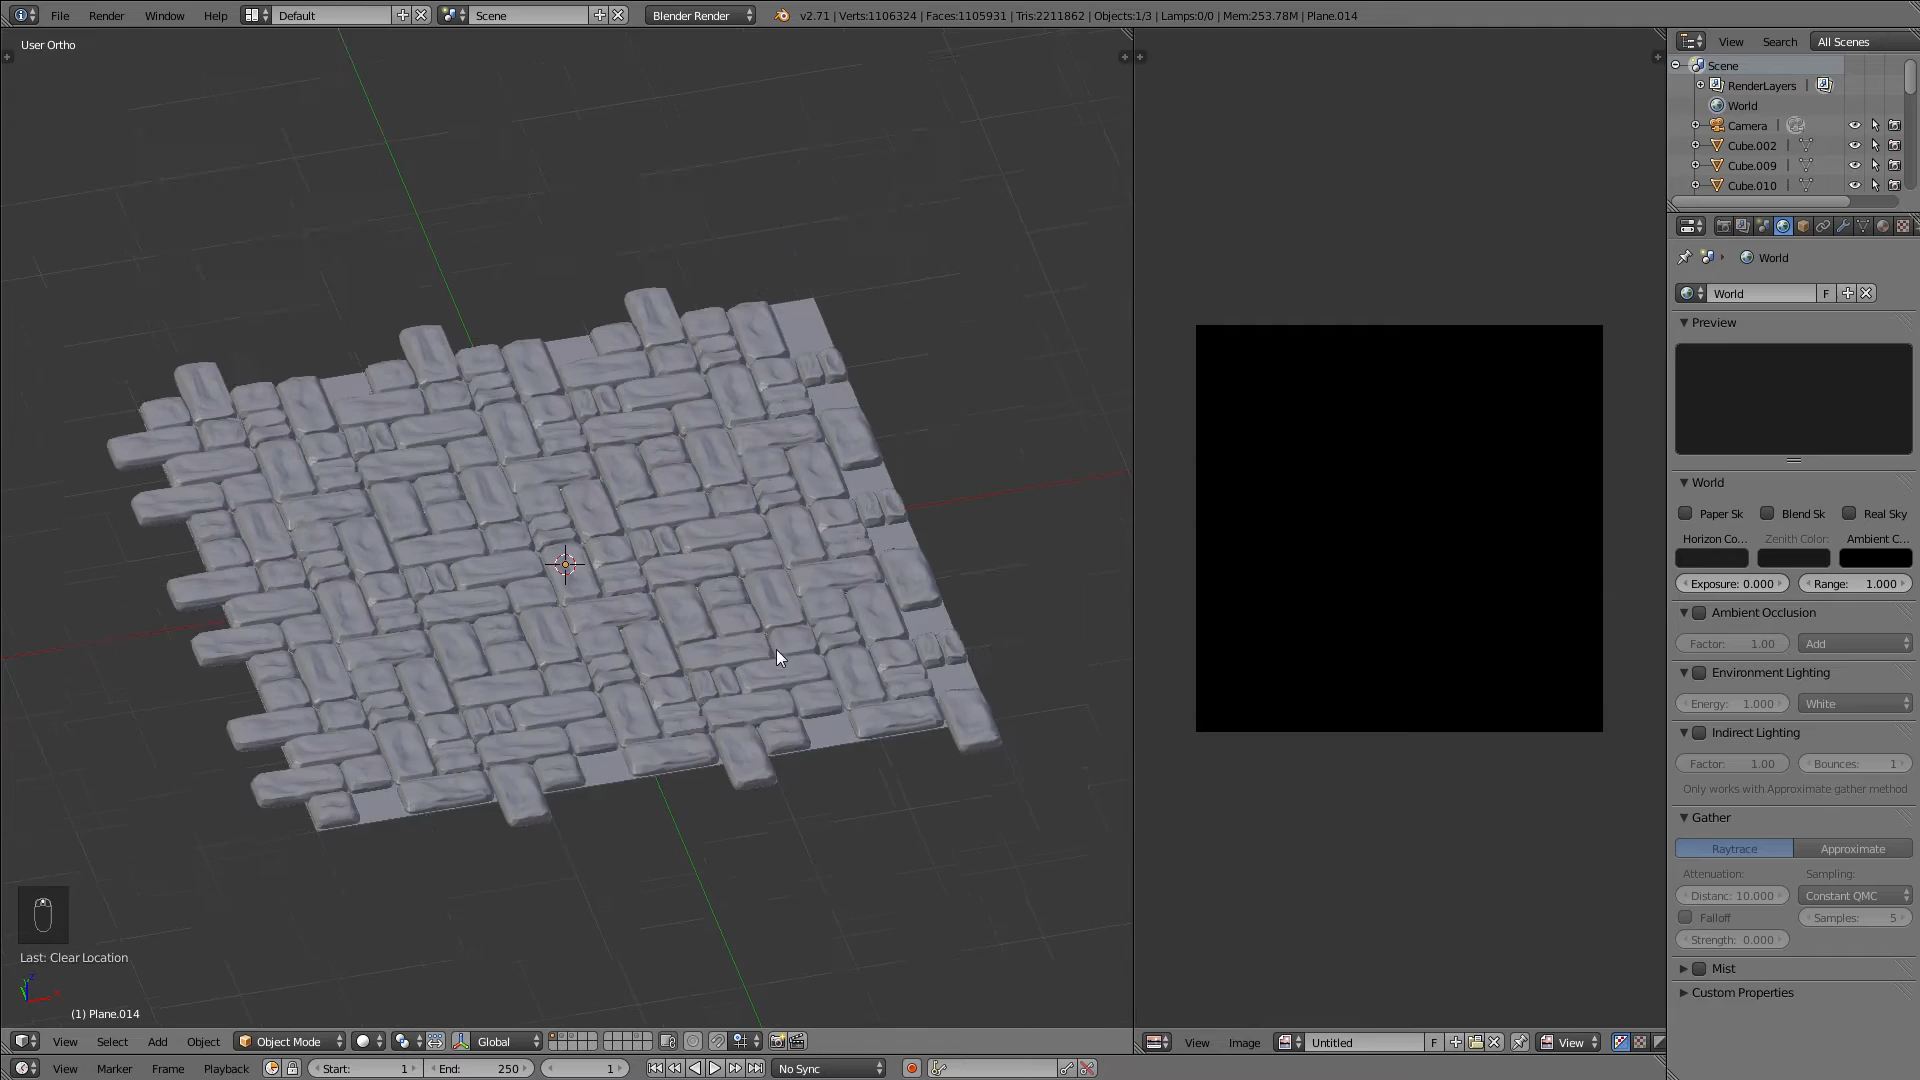 File Render Window Help Default Scene Blender Render v2.71 | Verts:1106324 | Faces:1105931 | Tris:2211862 | Objects:1/3 | Lamps:0/0 | Mem:253.78M | Plane.014
User Ortho
View Search All Scenes
Scene
RenderLayers
World
Camera
Cube.002
Cube.009
Cube.010
World
World F
Preview
World
Paper Sk Blend Sk Real Sky
Horizon Co... Zenith Color: Ambient C...
Exposure: 0.000 Range: 1.000
Ambient Occlusion
Factor: 1.00 Add
Environment Lighting
Energy: 1.000 White
Indirect Lighting
Factor: 1.00 Bounces: 1
Only works with Approximate gather method
Gather
Raytrace Approximate
Attenuation: Sampling:
Distanc: 10.000 Constant QMC
Falloff Samples: 5
Strength: 0.000
Mist
Custom Properties
Last: Clear Location
z
x
(1) Plane.014
View Select Add Object Object Mode Global View Image Untitled F View
View Marker Frame Playback Start: 1 End: 250 1 No Sync